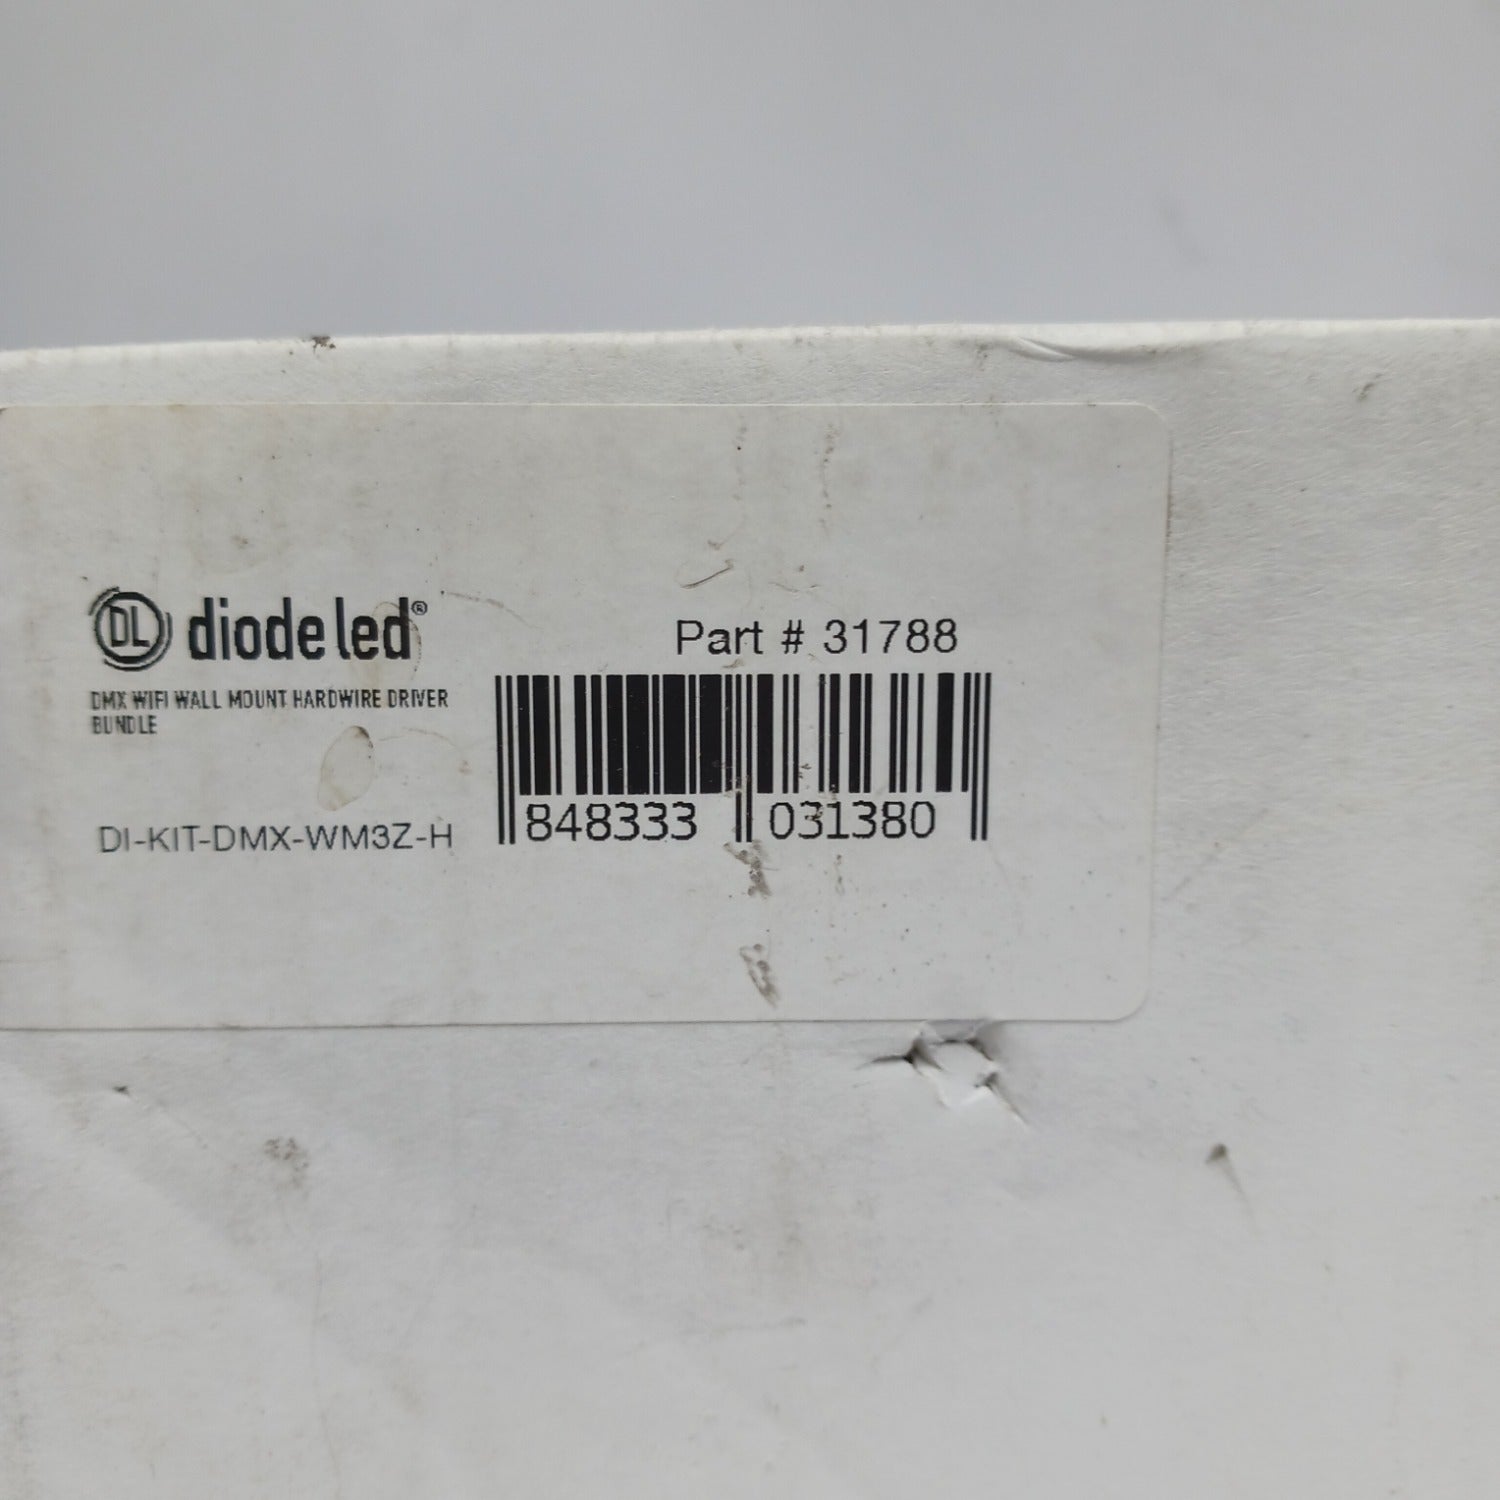 DL diode led®
DMX WIFI WALL MOUNT HARDWIRE DRIVER
BUNDLE
DI-KIT-DMX-WM3Z-H
Part # 31788
848333 031380